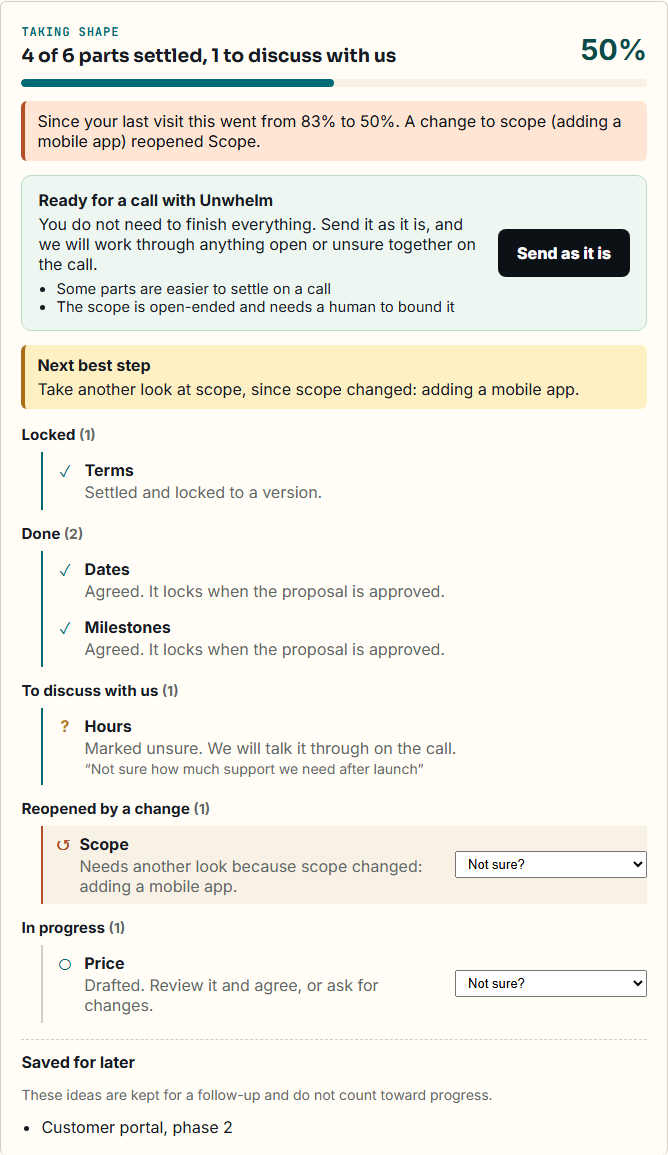 TAKING SHAPE
4 of 6 parts settled, 1 to discuss with us
50%
Since your last visit this went from 83% to 50%. A change to scope (adding a
mobile app) reopened Scope.
Ready for a call with Unwhelm
You do not need to finish everything. Send it as it is, and
we will work through anything open or unsure together on
the call.
• Some parts are easier to settle on a call
• The scope is open-ended and needs a human to bound it
Send as it is
Next best step
Take another look at scope, since scope changed: adding a mobile app.
Locked (1)
✓ Terms
Settled and locked to a version.
Done (2)
✓ Dates
Agreed. It locks when the proposal is approved.
✓ Milestones
Agreed. It locks when the proposal is approved.
To discuss with us (1)
? Hours
Marked unsure. We will talk it through on the call.
“Not sure how much support we need after launch”
Reopened by a change (1)
↺ Scope
Needs another look because scope changed:
adding a mobile app.
Not sure?
In progress (1)
○ Price
Drafted. Review it and agree, or ask for
changes.
Not sure?
Saved for later
These ideas are kept for a follow-up and do not count toward progress.
• Customer portal, phase 2